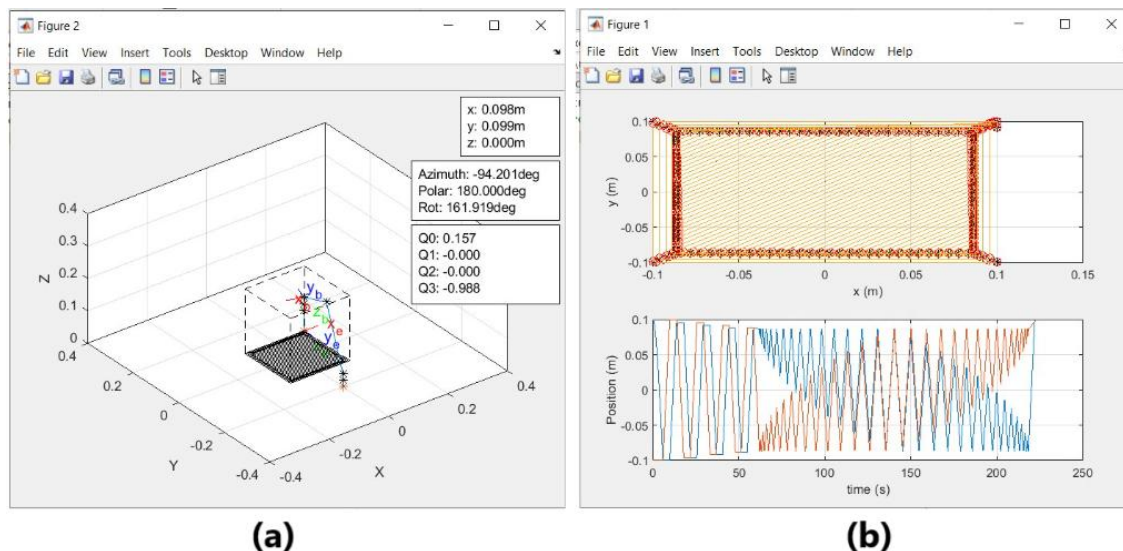 Figure 2
File Edit View Insert Tools Desktop Window Help
x: 0.098m
y: 0.099m
z: 0.000m
Azimuth: -94.201deg
Polar: 180.000deg
Rot: 161.919deg
Q0: 0.157
Q1: -0.000
Q2: -0.000
Q3: -0.988
0.4
0.3
0.2
0.1
0
Z
0.4
0.2
0
-0.2
-0.4
Y
-0.4
-0.2
0
0.2
0.4
X
y_b
z_b
x_e
y_e
(a)
Figure 1
File Edit View Insert Tools Desktop Window Help
0.1
0.05
0
-0.05
-0.1
y (m)
-0.1 -0.05 0 0.05 0.1 0.15
x (m)
0.1
0.05
0
-0.05
-0.1
Position (m)
0 50 100 150 200 250
time (s)
(b)